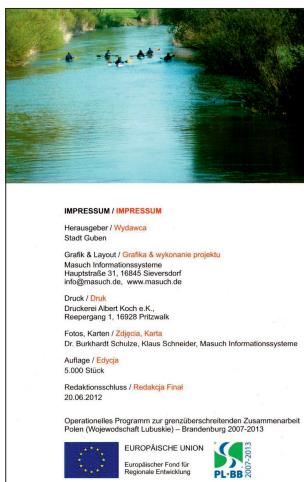 IMPRESSUM / IMPRESSUM
Herausgeber / Wydawca
Stadt Guben
Grafik & Layout / Grafika & wykonanie projektu
Masuch Informationssysteme
Hauptstraße 31, 16845 Sieversdorf
info@masuch.de, www.masuch.de
Druck / Druk
Druckerei Albert Koch e.K.,
Reepergang 1, 16928 Pritzwalk
Fotos, Karten / Zdjęcia, Karta
Dr. Burkhardt Schulze, Klaus Schneider, Masuch Informationssysteme
Auflage / Edycja
5.000 Stück
Redaktionsschluss / Redakcja Finał
20.06.2012
Operationelles Programm zur grenzüberschreitenden Zusammenarbeit
Polen (Wojewodschaft Lubuskie) – Brandenburg 2007-2013
EUROPÄISCHE UNION
Europäischer Fond für
Regionale Entwicklung
PL-BB
2007-2013